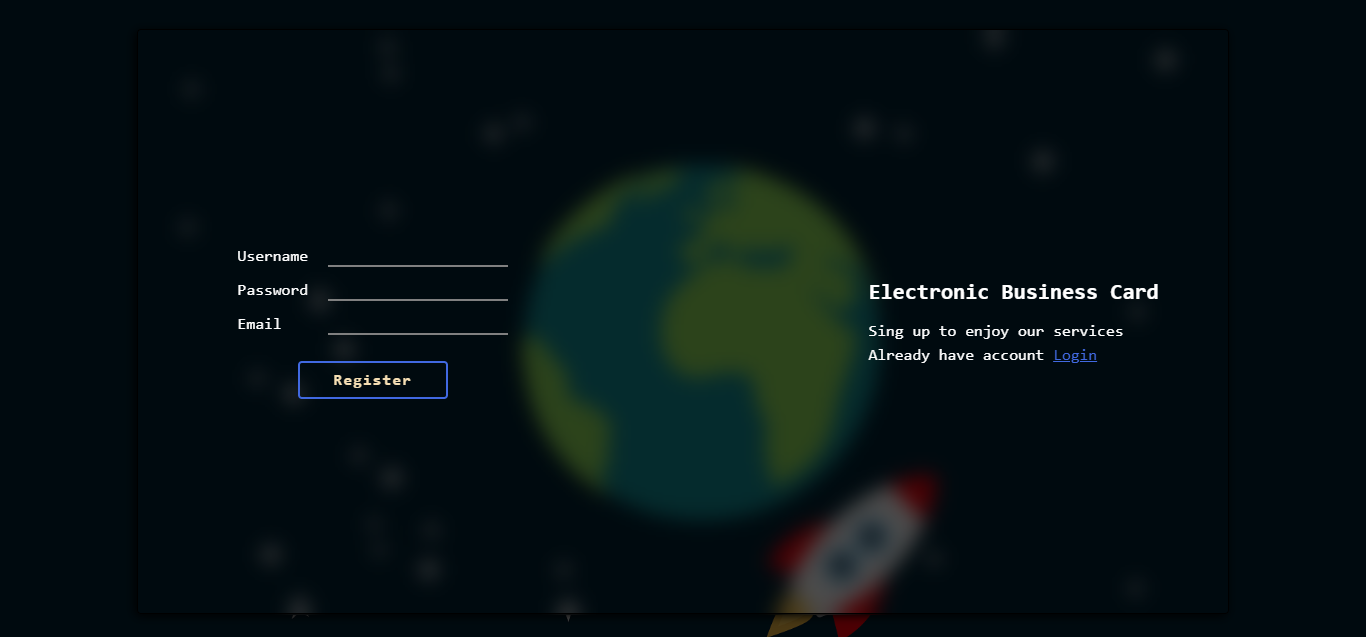 Username
Password
Email
Register
Electronic Business Card
Sing up to enjoy our services
Already have account Login